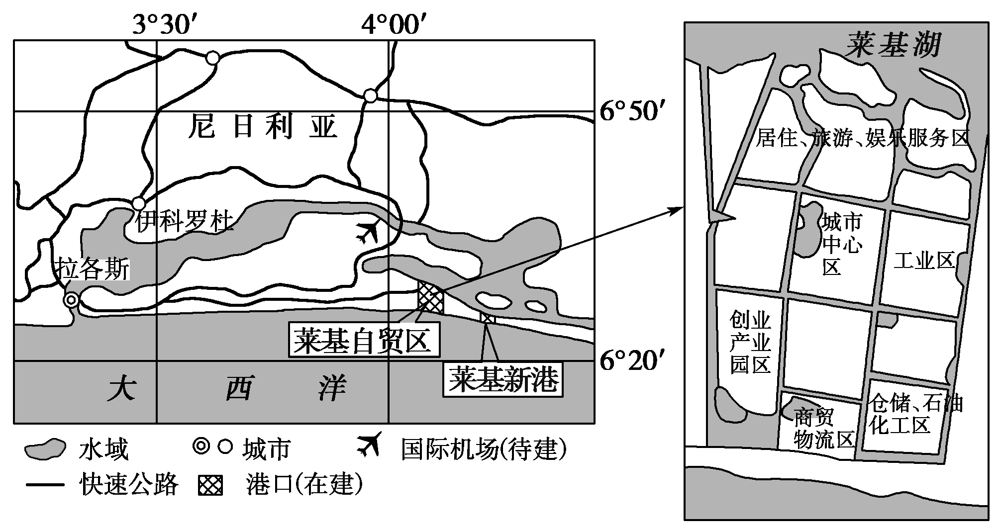 3°30′
4°00′
6°50′
尼日利亚
伊科罗杜
拉各斯
莱基自贸区
6°20′
莱基新港
大西洋
水域
城市
国际机场(待建)
快速公路
港口(在建)
莱基湖
居住、旅游、娱乐服务区
城市
中心
区
工业区
创业
产业
园区
仓储、石油
化工区
商贸
物流区